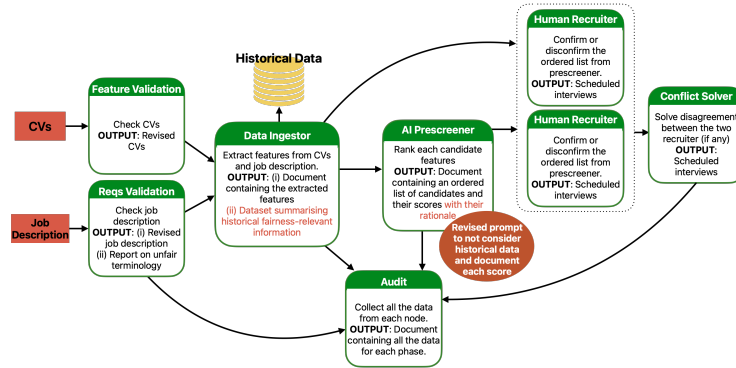 Historical Data
CVs
Job
Description
Feature Validation
Check CVs
OUTPUT: Revised
CVs
Reqs Validation
Check job
description
OUTPUT: (i) Revised
job description
(ii) Report on unfair
terminology
Data Ingestor
Extract features from CVs
and job description.
OUTPUT: (i) Document
containing the extracted
features
(ii) Dataset summarising
historical fairness-relevant
information
AI Prescreener
Rank each candidate
features
OUTPUT: Document
containing an ordered
list of candidates and
their scores with their
rationale
Revised prompt
to not consider
historical data
and document
each score
Human Recruiter
Confirm or
disconfirm the
ordered list from
prescreener.
OUTPUT: Scheduled
interviews
Human Recruiter
Confirm or
disconfirm the
ordered list from
prescreener.
OUTPUT: Scheduled
interviews
Conflict Solver
Solve disagreement
between the two
recruiter (if any)
OUTPUT:
Scheduled
interviews
Audit
Collect all the data
from each node.
OUTPUT: Document
containing all the data
for each phase.